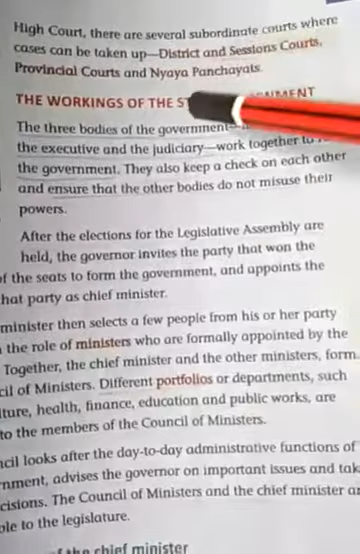 High Court, there are several subordinate courts where
cases can be taken up—District and Sessions Courts,
Provincial Courts and Nyaya Panchayats.
THE WORKINGS OF THE
The three bodies of the government
the executive and the judiciary—work together to
the government. They also keep a check on each other
and ensure that the other bodies do not misuse their
powers.
After the elections for the Legislative Assembly are
held, the governor invites the party that won the
of the seats to form the government, and appoints the
hat party as chief minister.
minister then selects a few people from his or her party
the role of ministers who are formally appointed by the
Together, the chief minister and the other ministers, form
cil of Ministers. Different portfolios or departments, such
lture, health, finance, education and public works, are
to the members of the Council of Ministers.
ncil looks after the day-to-day administrative functions of
rnment, advises the governor on important issues and tak
cisions. The Council of Ministers and the chief minister ar
ble to the legislature.
of the chief minister